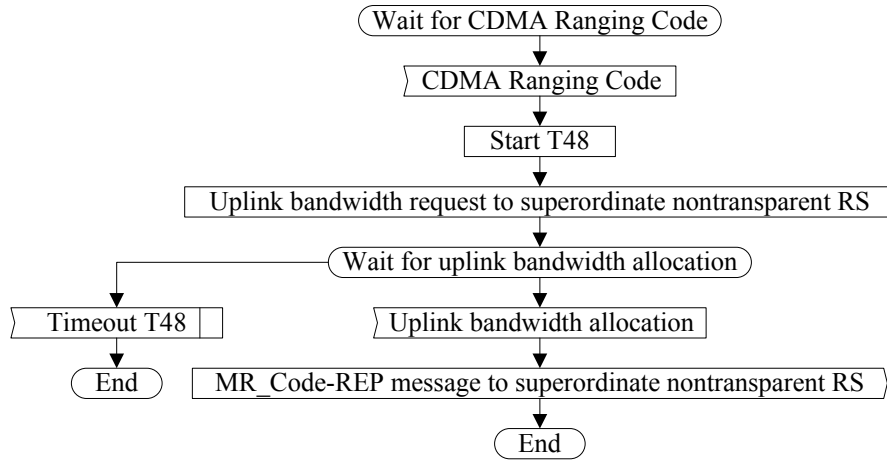 Wait for CDMA Ranging Code
CDMA Ranging Code
Start T48
Uplink bandwidth request to superordinate nontransparent RS
Wait for uplink bandwidth allocation
Timeout T48
Uplink bandwidth allocation
End
MR_Code-REP message to superordinate nontransparent RS
End